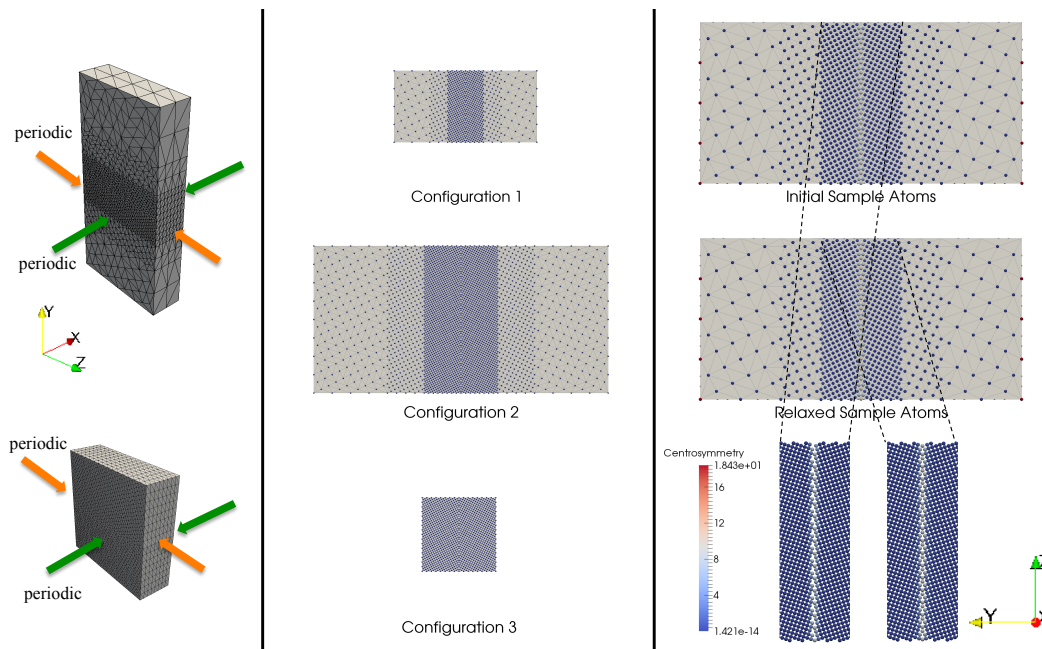 periodic
periodic
Y
X
Z
periodic
periodic
Configuration 1
Configuration 2
Configuration 3
Initial Sample Atoms
Relaxed Sample Atoms
Centrosymmetry
1.843e+01
16
12
8
4
1.421e-14
Z
Y
X